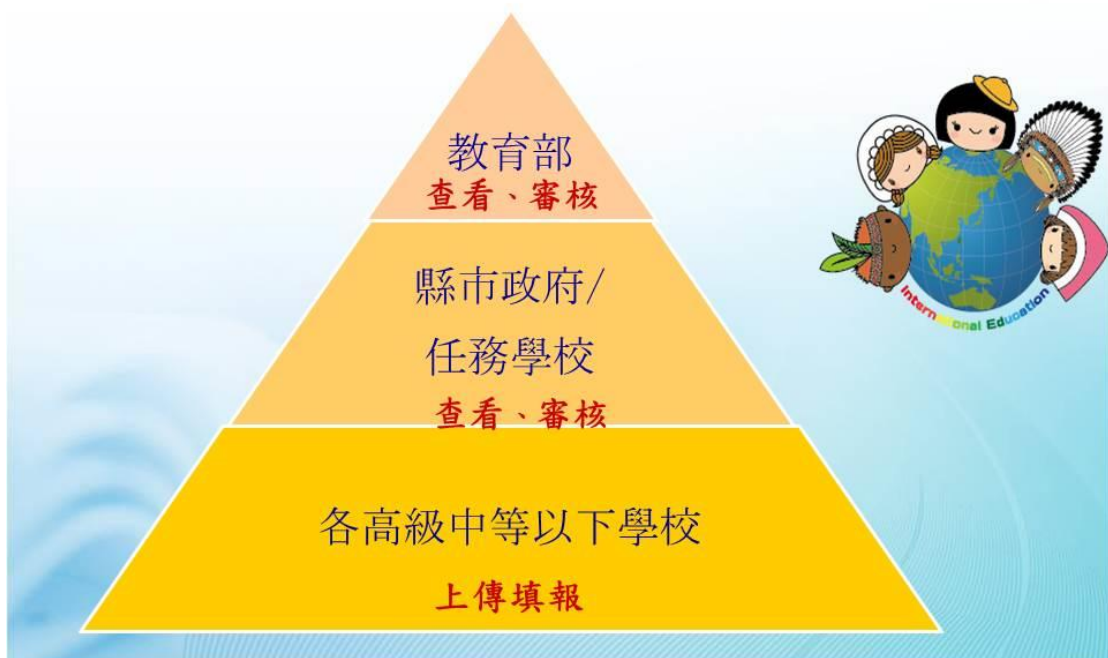 教育部
查看、審核
縣市政府/
任務學校
查看、審核
各高級中等以下學校
上傳填報
International Education